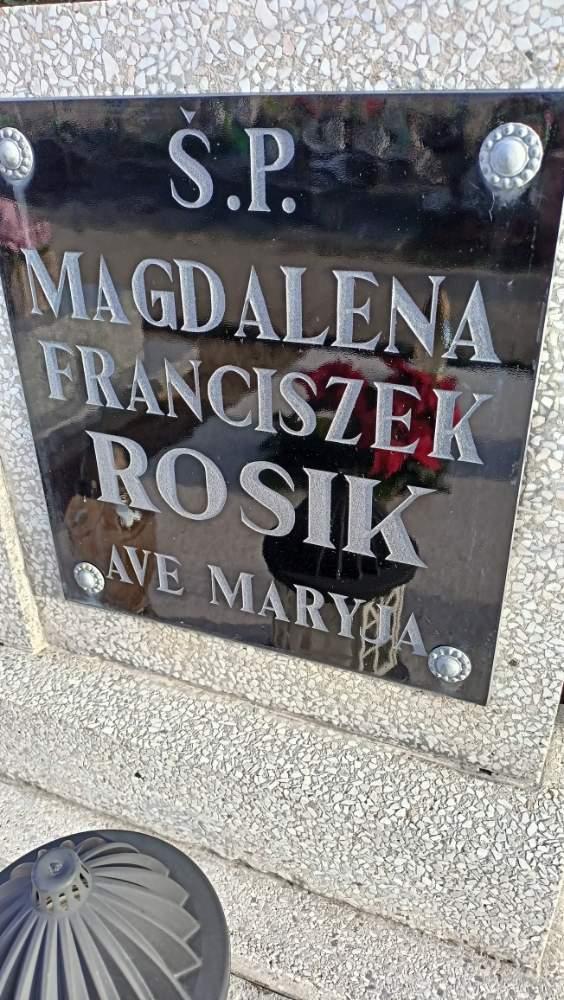 Ś.P.
MAGDALENA
FRANCISZEK
ROSIK
AVE MARYJA